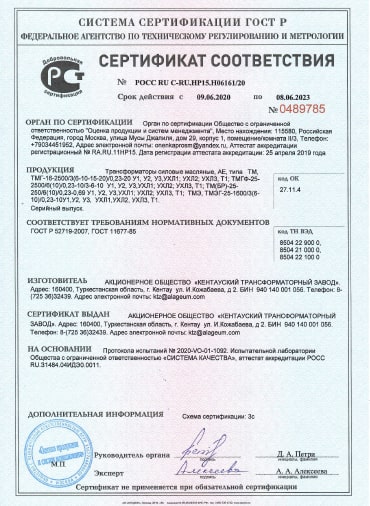 СИСТЕМА СЕРТИФИКАЦИИ ГОСТ Р
ФЕДЕРАЛЬНОЕ АГЕНТСТВО ПО ТЕХНИЧЕСКОМУ РЕГУЛИРОВАНИЮ И МЕТРОЛОГИИ
Добровольная
сертификация
СЕРТИФИКАТ СООТВЕТСТВИЯ
№ РОСС RU С-RU.НР15.Н06161/20
Срок действия с 09.06.2020 по 08.06.2023
№ 0489785
ОРГАН ПО СЕРТИФИКАЦИИ Орган по сертификации Общество с ограниченной
ответственностью "Оценка продукции и систем менеджмента", Место нахождения: 115580, Российская
Федерация, город Москва, улица Мусы Джалиля, дом 29, корпус 1, помещение/комната II/3, Телефон:
+79034451952, Адрес электронной почты: onenkaprosm@yandex.ru, Аттестат аккредитации
регистрационный № RA.RU.11НР15. Дата регистрации аттестата аккредитации: 25 апреля 2019 года
ПРОДУКЦИЯ Трансформаторы силовые масляные, АЕ, типа ТМ,
ТМГ-16-2500/3(6-10-15-20)/0,23-20 У1, У2, У3,УХЛ1; УХЛ2; УХЛ3, Т1; ТМГФ-25-
2500/6(10)/0,23-10/3-6-10 У1, У2, У3,УХЛ1; УХЛ2; УХЛ3, Т1; ТМ(БР)-25-
250/6(10)/0,23-0,69 У1, У2, У3,УХЛ1; УХЛ2; УХЛ3, Т1; ТМЭ, ТМЭГ-25-1600/3(6-
10)/0,23-10У1,У2, У3, УХЛ1; УХЛ2; УХЛ3, Т1.
Серийный выпуск.
код ОК
27.11.4
СООТВЕТСТВУЕТ ТРЕБОВАНИЯМ НОРМАТИВНЫХ ДОКУМЕНТОВ
ГОСТ Р 52719-2007, ГОСТ 11677-85
код ТН ВЭД
8504 22 900 0,
8504 21 900 0,
8504 22 100 0
ИЗГОТОВИТЕЛЬ АКЦИОНЕРНОЕ ОБЩЕСТВО «КЕНТАУСКИЙ ТРАНСФОРМАТОРНЫЙ ЗАВОД».
Адрес: 160400, Туркестанская область, г. Кентау ул. И.Кожабаева, д 2. БИН 940 140 001 056. Телефон: 8-
(725 36)32439. Адрес электронной почты: ktz@alageum.com
СЕРТИФИКАТ ВЫДАН АКЦИОНЕРНОЕ ОБЩЕСТВО «КЕНТАУСКИЙ ТРАНСФОРМАТОРНЫЙ
ЗАВОД». Адрес: 160400, Туркестанская область, г. Кентау ул. И.Кожабаева, д 2. БИН 940 140 001 056. Телефон:
8-(725 36)32439. Адрес электронной почты: ktz@alageum.com
НА ОСНОВАНИИ Протокола испытаний № 2020-VO-01-1092. Испытательной лаборатории
Общества с ограниченной ответственностью «СИСТЕМА КАЧЕСТВА», аттестат аккредитации РОСС
RU.31484.04ИДЭ0.0011.
ДОПОЛНИТЕЛЬНАЯ ИНФОРМАЦИЯ Схема сертификации: 3с
М.П
Руководитель органа Д. А. Петри
подпись инициалы, фамилия
Эксперт Алексеева А. А. Алексеева
подпись инициалы, фамилия
Сертификат не применяется при обязательной сертификации